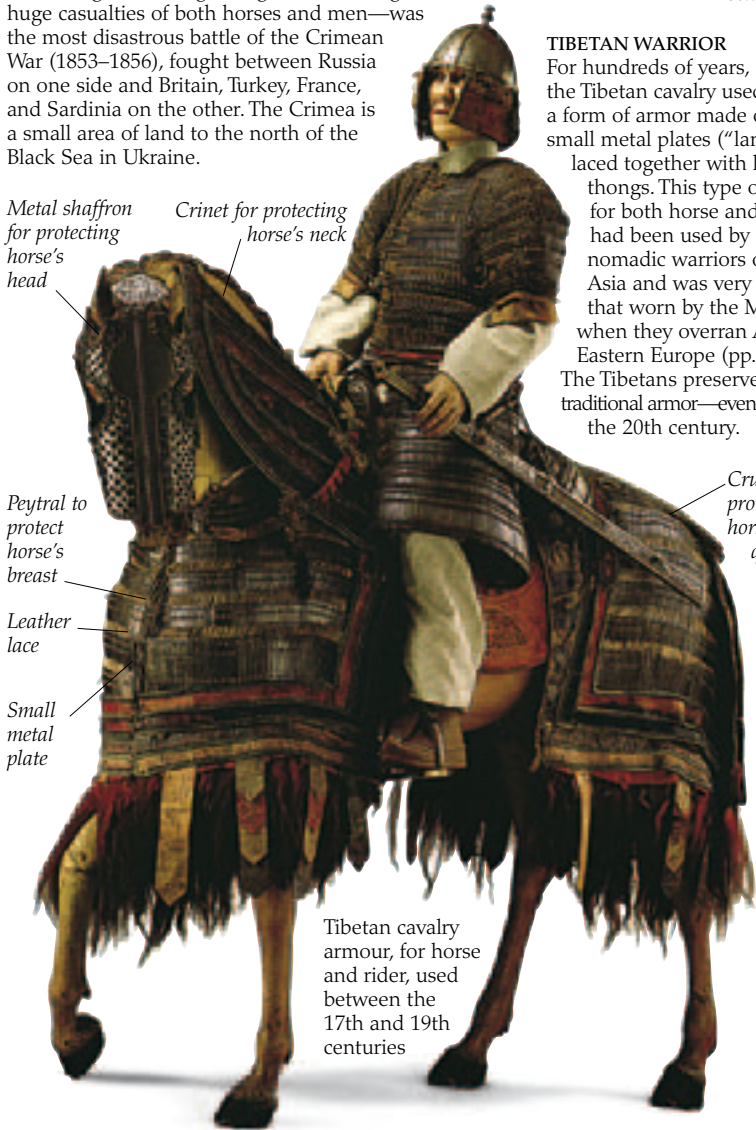 huge casualties of both horses and men—was
the most disastrous battle of the Crimean
War (1853–1856), fought between Russia
on one side and Britain, Turkey, France,
and Sardinia on the other. The Crimea is
a small area of land to the north of the
Black Sea in Ukraine.
TIBETAN WARRIOR
For hundreds of years,
the Tibetan cavalry used
a form of armor made
small metal plates
laced together with
thongs. This type
for both horse and
had been used by
nomadic warriors
Asia and was very
that worn by the
when they overran
Eastern Europe (pp.
The Tibetans preserve
traditional armor—even
the 20th century.
Metal shaffron
for protecting
horse's
head
Crinet for protecting
horse's neck
Peytral to
protect
horse's
breast
Leather
lace
Small
metal
plate
Tibetan cavalry
armour, for horse
and rider, used
between the
17th and 19th
centuries